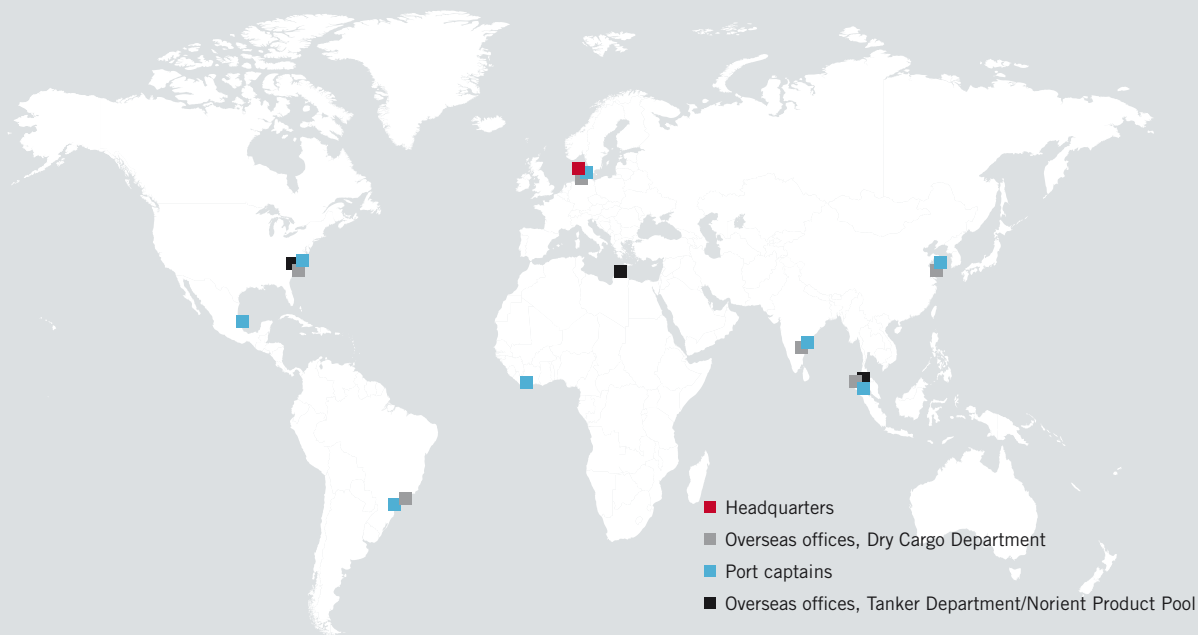 Headquarters
Overseas offices, Dry Cargo Department
Port captains
Overseas offices, Tanker Department/Norient Product Pool